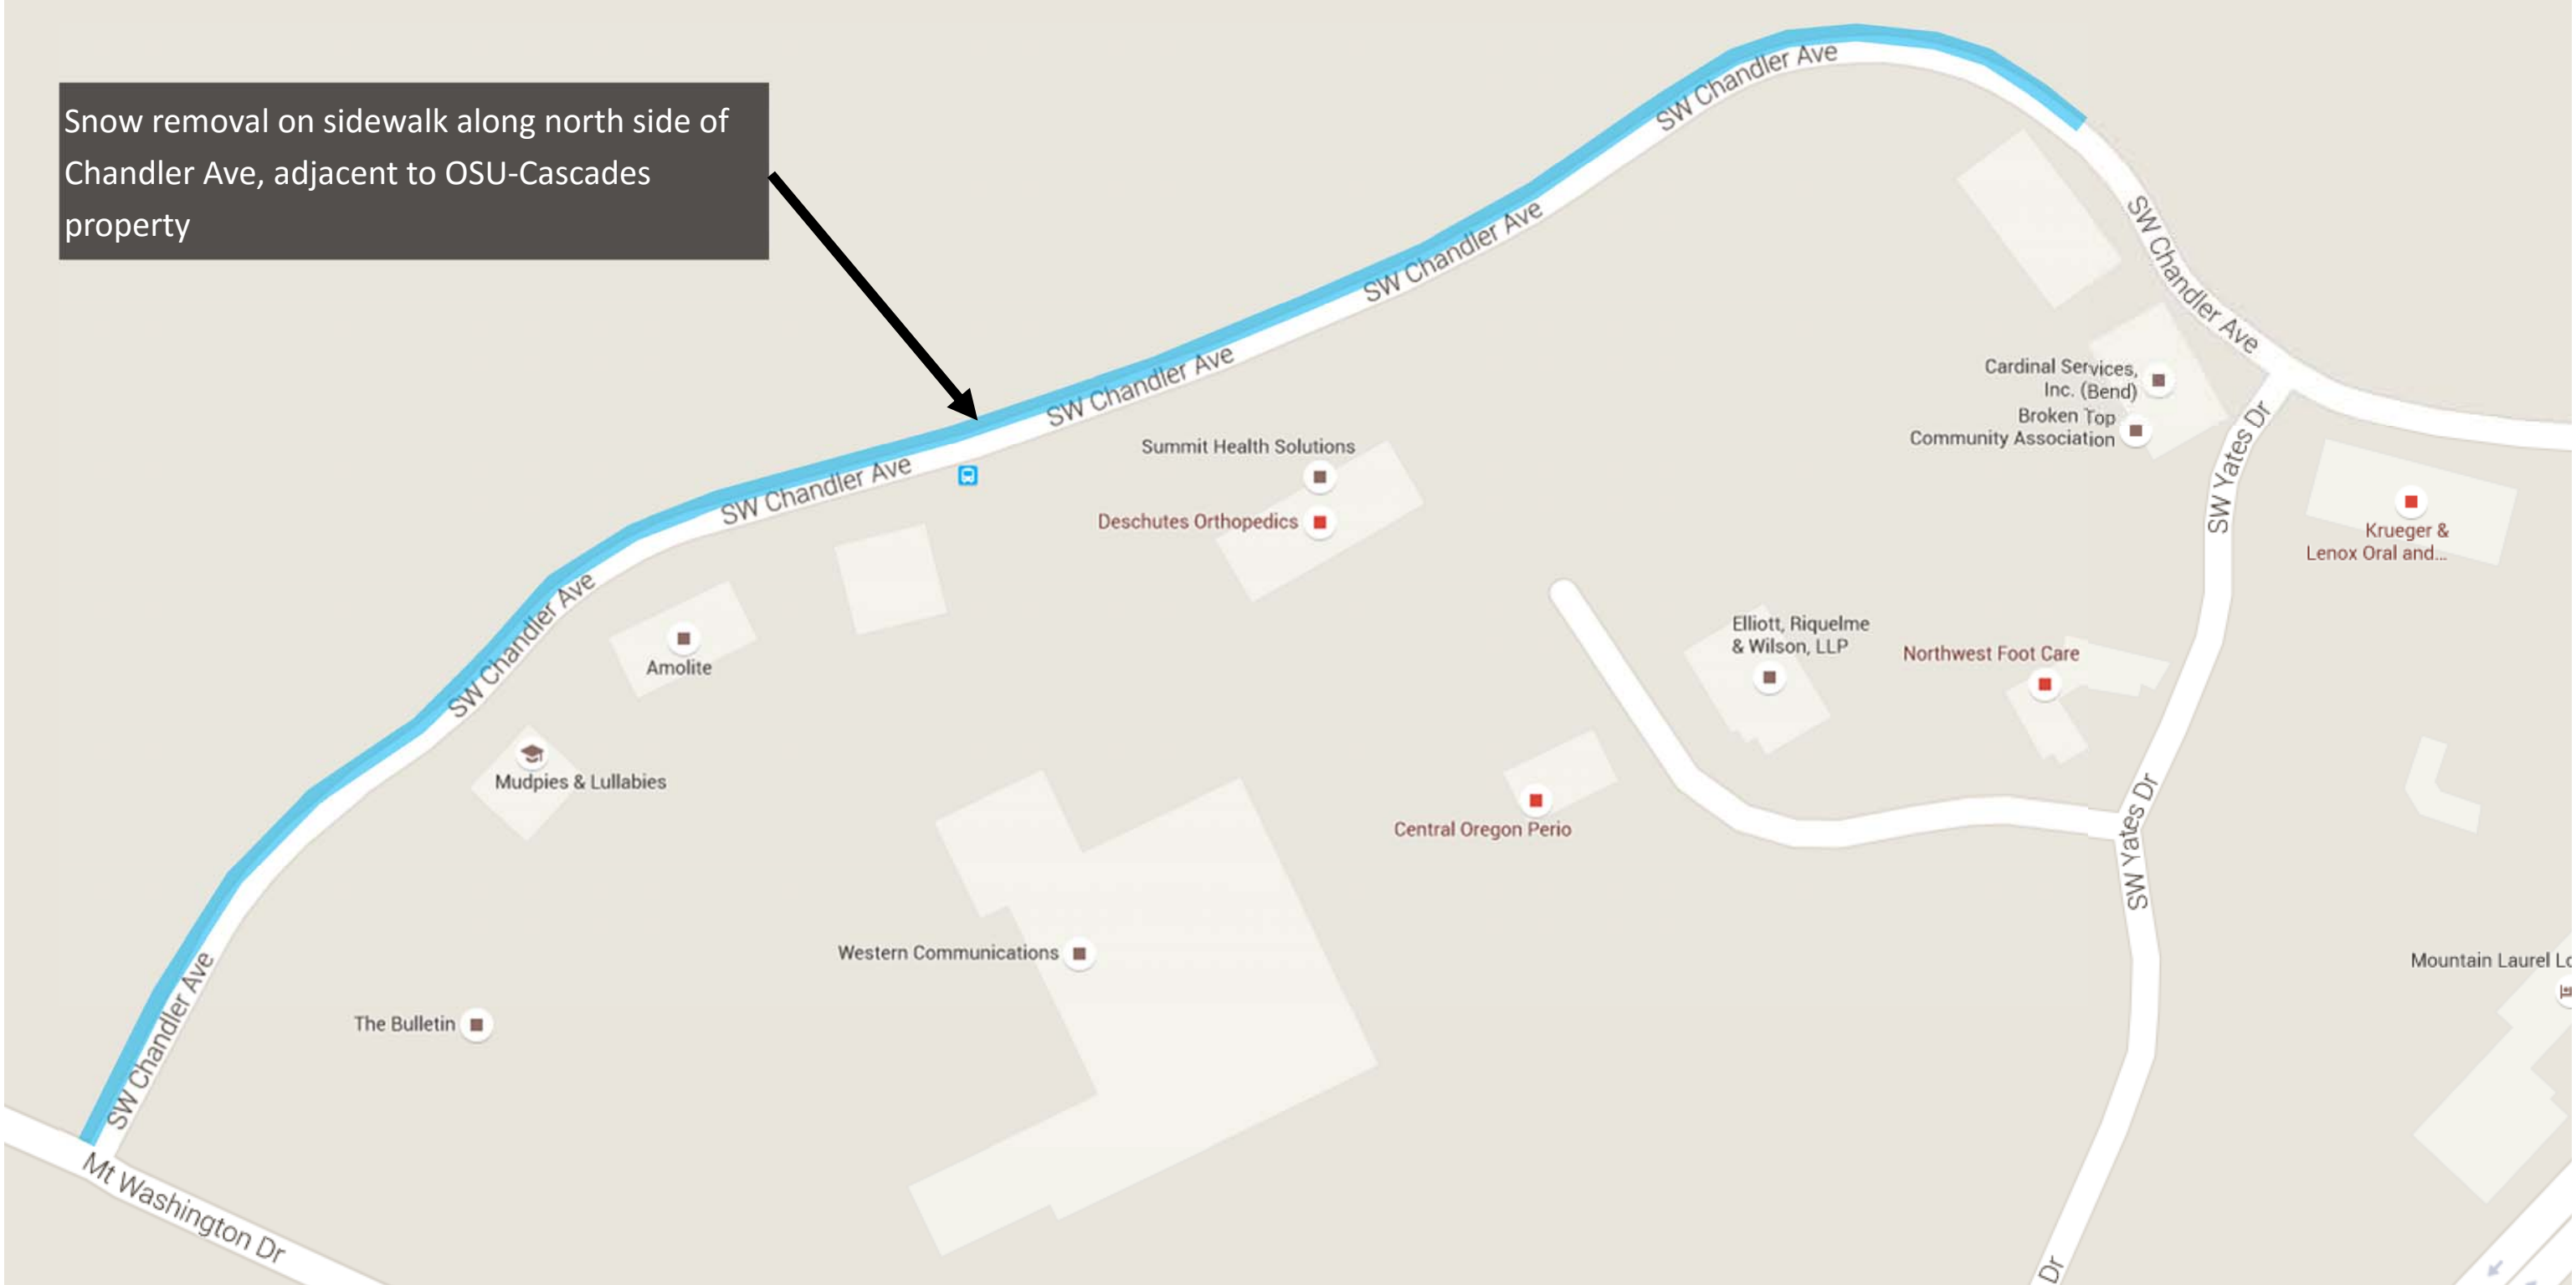 SW Chandler Ave
Snow removal on sidewalk along north side of
Chandler Ave, adjacent to OSU-Cascades
property
SW Chandler Ave
SW Chandler Ave
SW Chandler Ave
SW Chandler Ave
Cardinal Services,
Inc. (Bend)
Broken Top
Community Association
Summit Health Solutions
SW Yates Dr
SW Chandler Ave
Deschutes Orthopedics
Krueger &
Lenox Oral and...
SW Chandler Ave
Elliott, Riquelme
& Wilson, LLP
Northwest Foot Care
Amolite
Mudpies & Lullabies
Central Oregon Perio
SW Yates Dr
Western Communications
Mountain Laurel Lo
SW Chandler Ave
The Bulletin
Mt Washington Dr
Dr